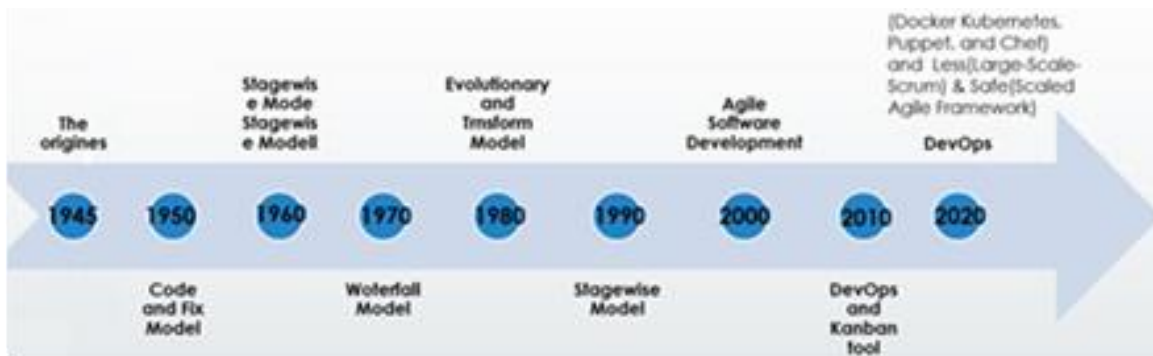 The
origines
1945
Code
and Fix
Model
1950
Stagewis
e Mode
Stagewis
e Modell
1960
Woterfall
Model
1970
Evolutionary
and
Trnsform
Model
1980
Stagewise
Model
1990
Agile
Software
Development
2000
DevOps
and
Kanban
tool
2010
(Docker Kubernetes,
Puppet, and Chef)
and Less(Large-Scale-
Scrum) & Safe(Scaled
Agile Framework)
DevOps
2020